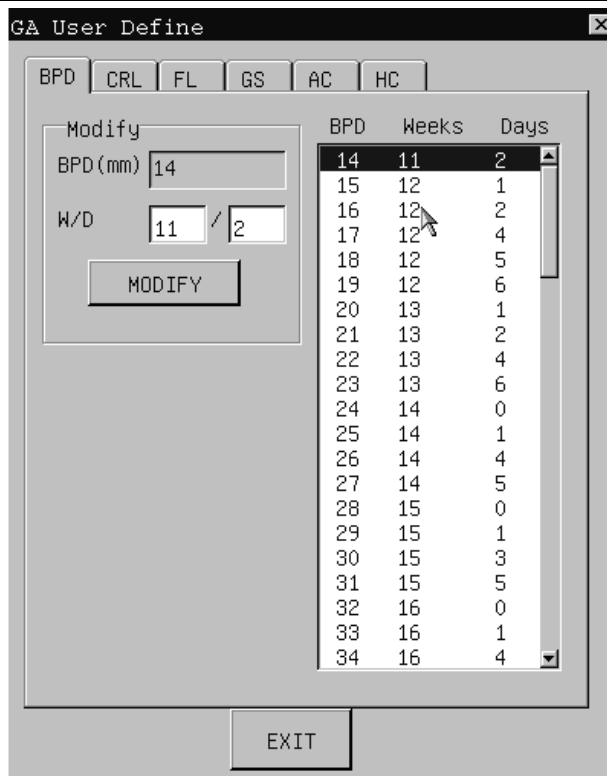 GA User Define
BPD CRL FL GS AC HC
Modify
BPD(mm) 14
W/D 11 / 2
MODIFY
BPD Weeks Days
14 11 2
15 12 1
16 12 2
17 12 4
18 12 5
19 12 6
20 13 1
21 13 2
22 13 4
23 13 6
24 14 0
25 14 1
26 14 4
27 14 5
28 15 0
29 15 1
30 15 3
31 15 5
32 16 0
33 16 1
34 16 4
EXIT